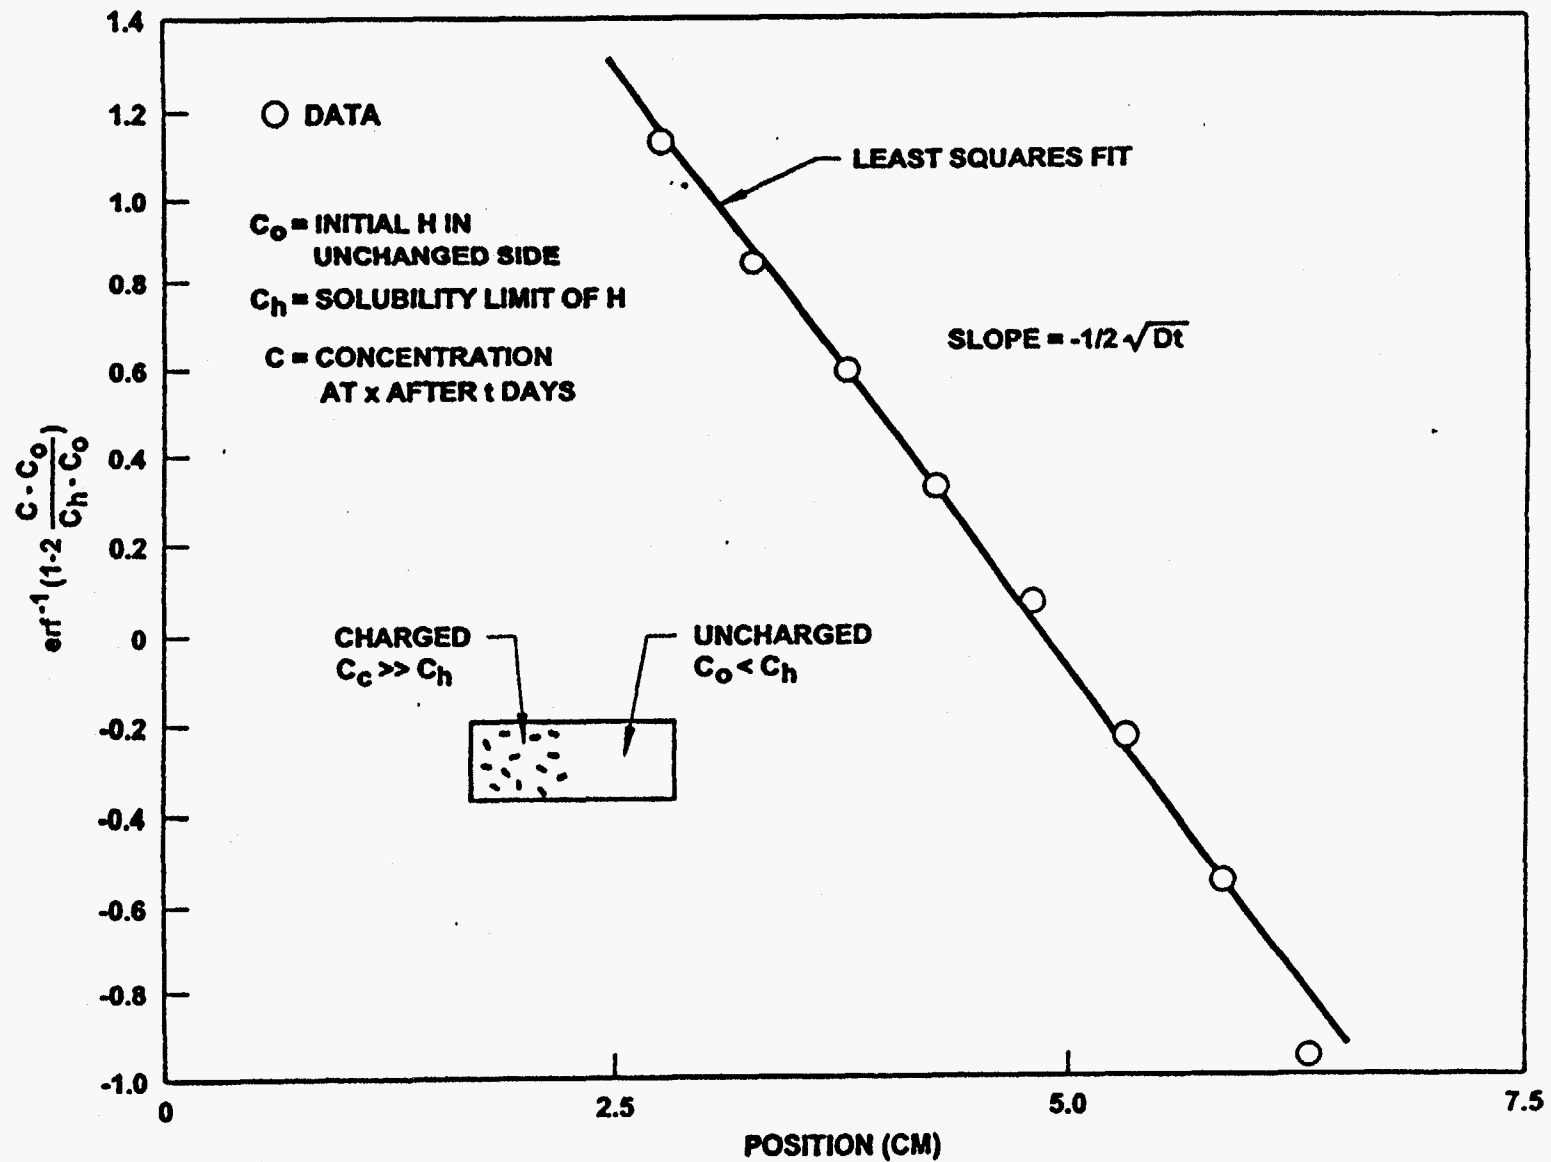 1.4
1.2
1.0
0.8
0.6
0.4
0.2
0
-0.2
-0.4
-0.6
-0.8
-1.0
erf⁻¹ (1-2 (C - Co)/(Ch - Co))
DATA
Co = INITIAL H IN
UNCHANGED SIDE
Ch = SOLUBILITY LIMIT OF H
C = CONCENTRATION
AT x AFTER t DAYS
LEAST SQUARES FIT
SLOPE = -1/2 √Dt
CHARGED
Cc >> Ch
UNCHARGED
Co < Ch
0
2.5
5.0
7.5
POSITION (CM)